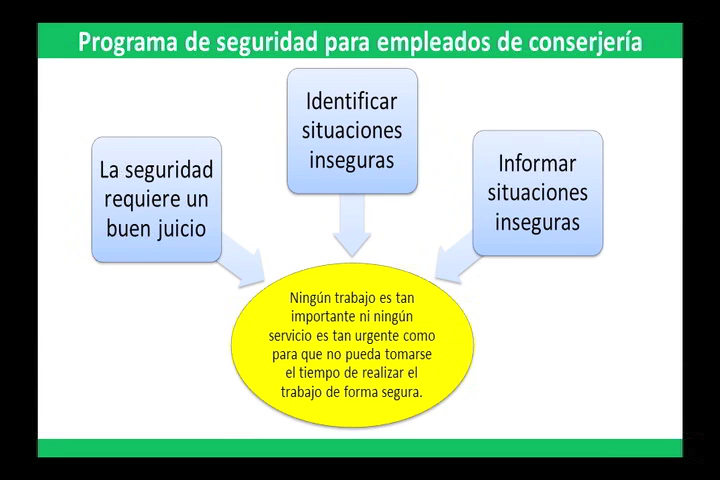 Programa de seguridad para empleados de conserjería
La seguridad
requiere un
buen juicio
Identificar
situaciones
inseguras
Informar
situaciones
inseguras
Ningún trabajo es tan
importante ni ningún
servicio es tan urgente como
para que no pueda tomarse
el tiempo de realizar el
trabajo de forma segura.